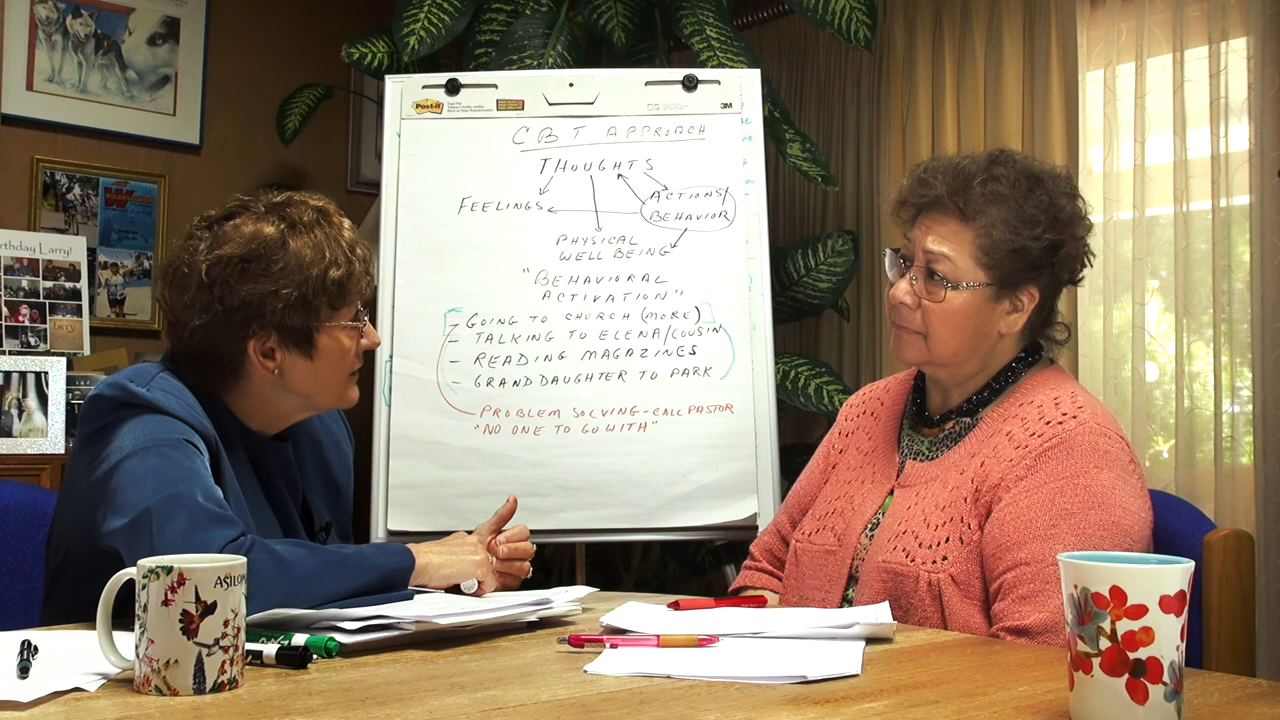 Post-it
3M
CBT APPROACH
THOUGHTS
FEELINGS
ACTIONS/
BEHAVIOR
PHYSICAL
WELL BEING
"BEHAVIORAL
ACTIVATION"
- GOING TO CHURCH (MORE)
- TALKING TO ELENA/COUSIN
- READING MAGAZINES
- GRANDDAUGHTER TO PARK
PROBLEM SOLVING-CALL PASTOR
"NO ONE TO GO WITH"
rthday Larry!
Larry
W
ASILOM